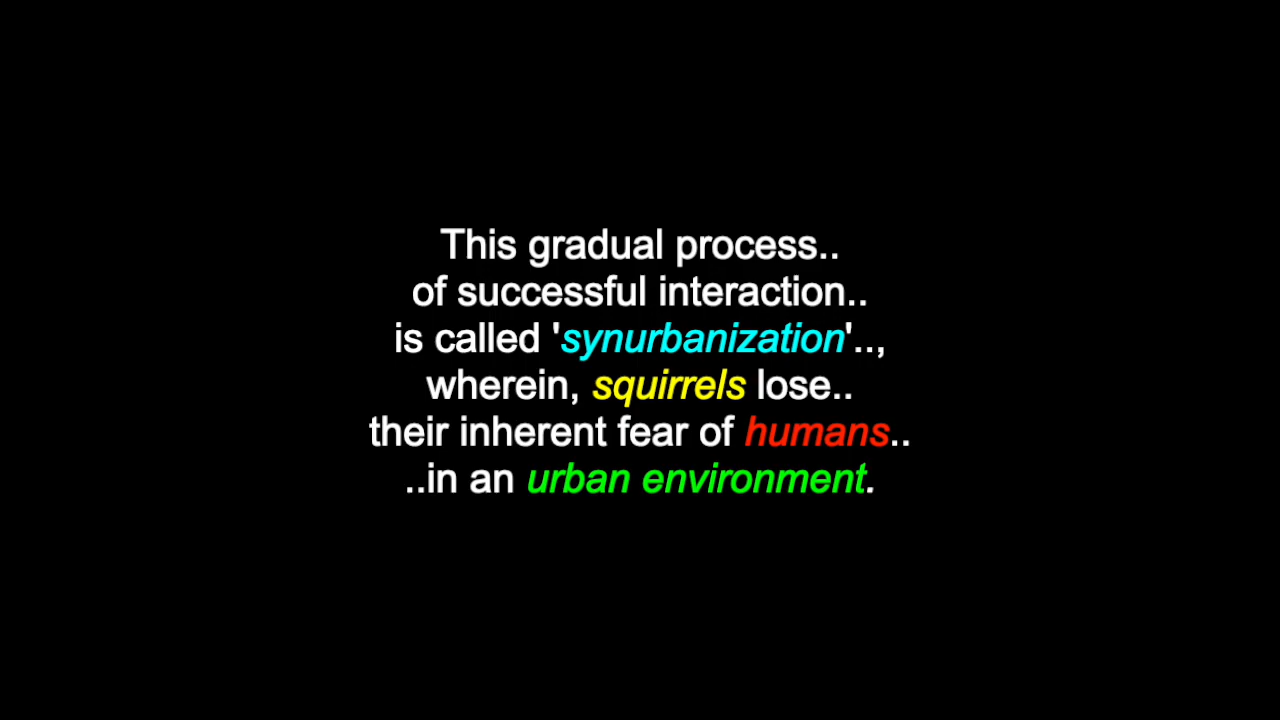 This gradual process..
of successful interaction..
is called 'synurbanization'..,
wherein, squirrels lose..
their inherent fear of humans..
..in an urban environment.